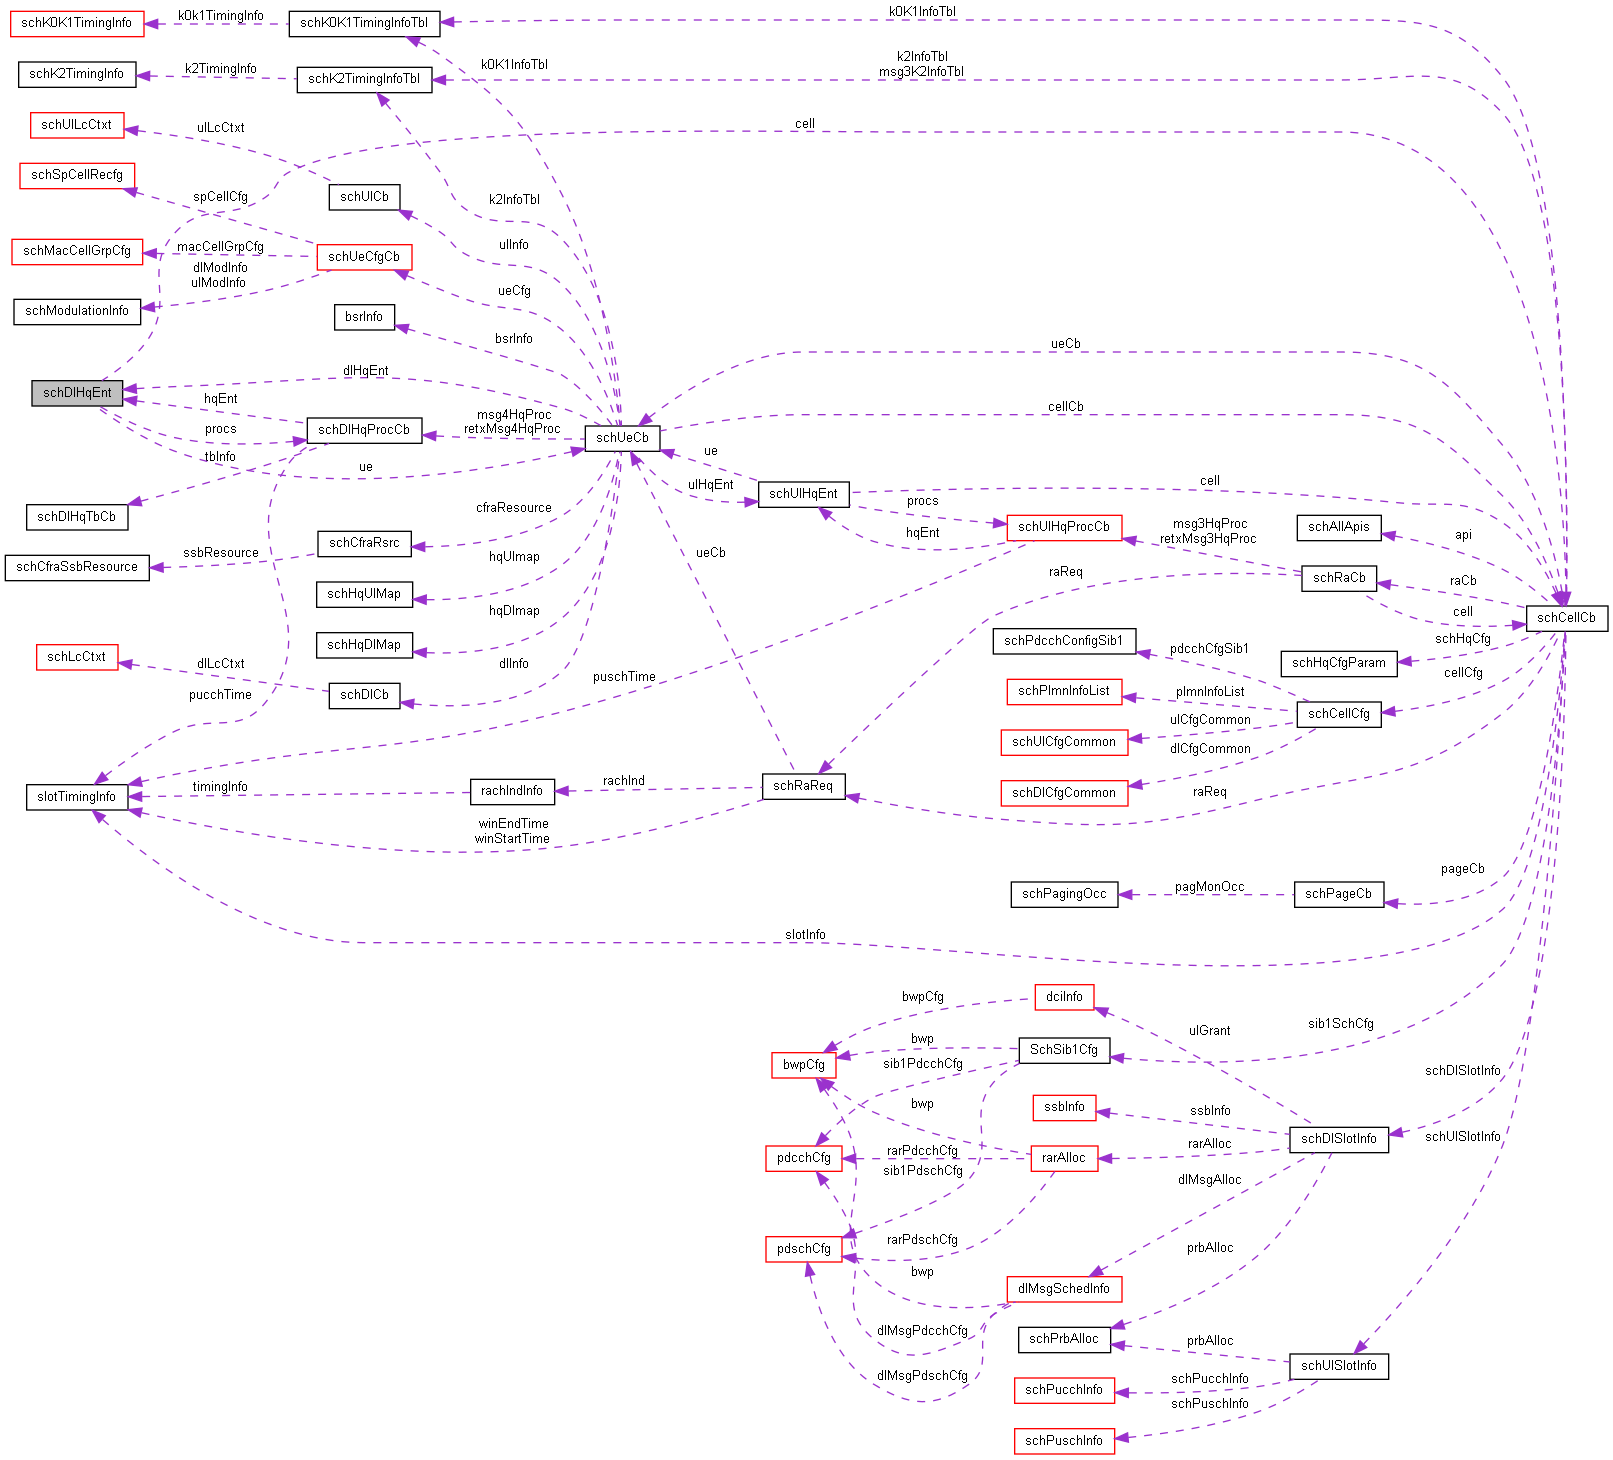 schK0K1TimingInfo
k0k1TimingInfo
schK0K1TimingInfoTbl
k0K1InfoTbl
schK2TimingInfo
k2TimingInfo
schK2TimingInfoTbl
k0K1InfoTbl
k2InfoTbl
msg3K2InfoTbl
schUlLcCtxt
ulLcCtxt
cell
schSpCellRecfg
spCellCfg
schUlCb
k2InfoTbl
schMacCellGrpCfg
macCellGrpCfg
schUeCfgCb
ulInfo
dlModInfo
ulModInfo
schModulationInfo
ueCfg
bsrInfo
bsrInfo
ueCb
schDlHqEnt
dlHqEnt
hqEnt
procs
schDlHqProcCb
msg4HqProc
retxMsg4HqProc
schUeCb
cellCb
tbInfo
ue
ue
ulHqEnt
schUlHqEnt
cell
procs
schDlHqTbCb
cfraResource
hqEnt
schUlHqProcCb
msg3HqProc
retxMsg3HqProc
schAllApis
api
schCfraSsbResource
ssbResource
schCfraRsrc
ueCb
raReq
schRaCb
raCb
hqUlmap
schHqUlMap
hqDlmap
cell
schCellCb
schHqDlMap
schPdcchConfigSib1
pdcchCfgSib1
schHqCfg
schHqCfgParam
schLcCtxt
dlLcCtxt
dlInfo
schDlCb
cellCfg
pucchTime
puschTime
schPlmnInfoList
plmnInfoList
schCellCfg
schUlCfgCommon
ulCfgCommon
dlCfgCommon
slotTimingInfo
timingInfo
rachIndInfo
rachInd
schRaReq
schDlCfgCommon
raReq
winEndTime
winStartTime
schPagingOcc
pagMonOcc
schPageCb
pageCb
slotInfo
bwpCfg
dciInfo
ulGrant
sib1SchCfg
bwpCfg
bwp
SchSib1Cfg
sib1PdcchCfg
schDlSlotInfo
bwp
ssbInfo
ssbInfo
schDlSlotInfo
schUlSlotInfo
pdcchCfg
rarPdcchCfg
rarAlloc
rarAlloc
sib1PdschCfg
dlMsgAlloc
pdschCfg
rarPdschCfg
prbAlloc
bwp
dlMsgSchedInfo
dlMsgPdcchCfg
schPrbAlloc
prbAlloc
schUlSlotInfo
dlMsgPdschCfg
schPucchInfo
schPucchInfo
schPuschInfo
schPuschInfo